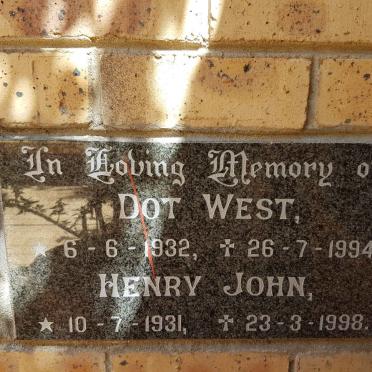 In Loving Memory o
DOT WEST,
★ 6 - 6 - 1932, ✝ 26 - 7 - 1994
HENRY JOHN,
★ 10 - 7 - 1931, ✝ 23 - 3 - 1998.